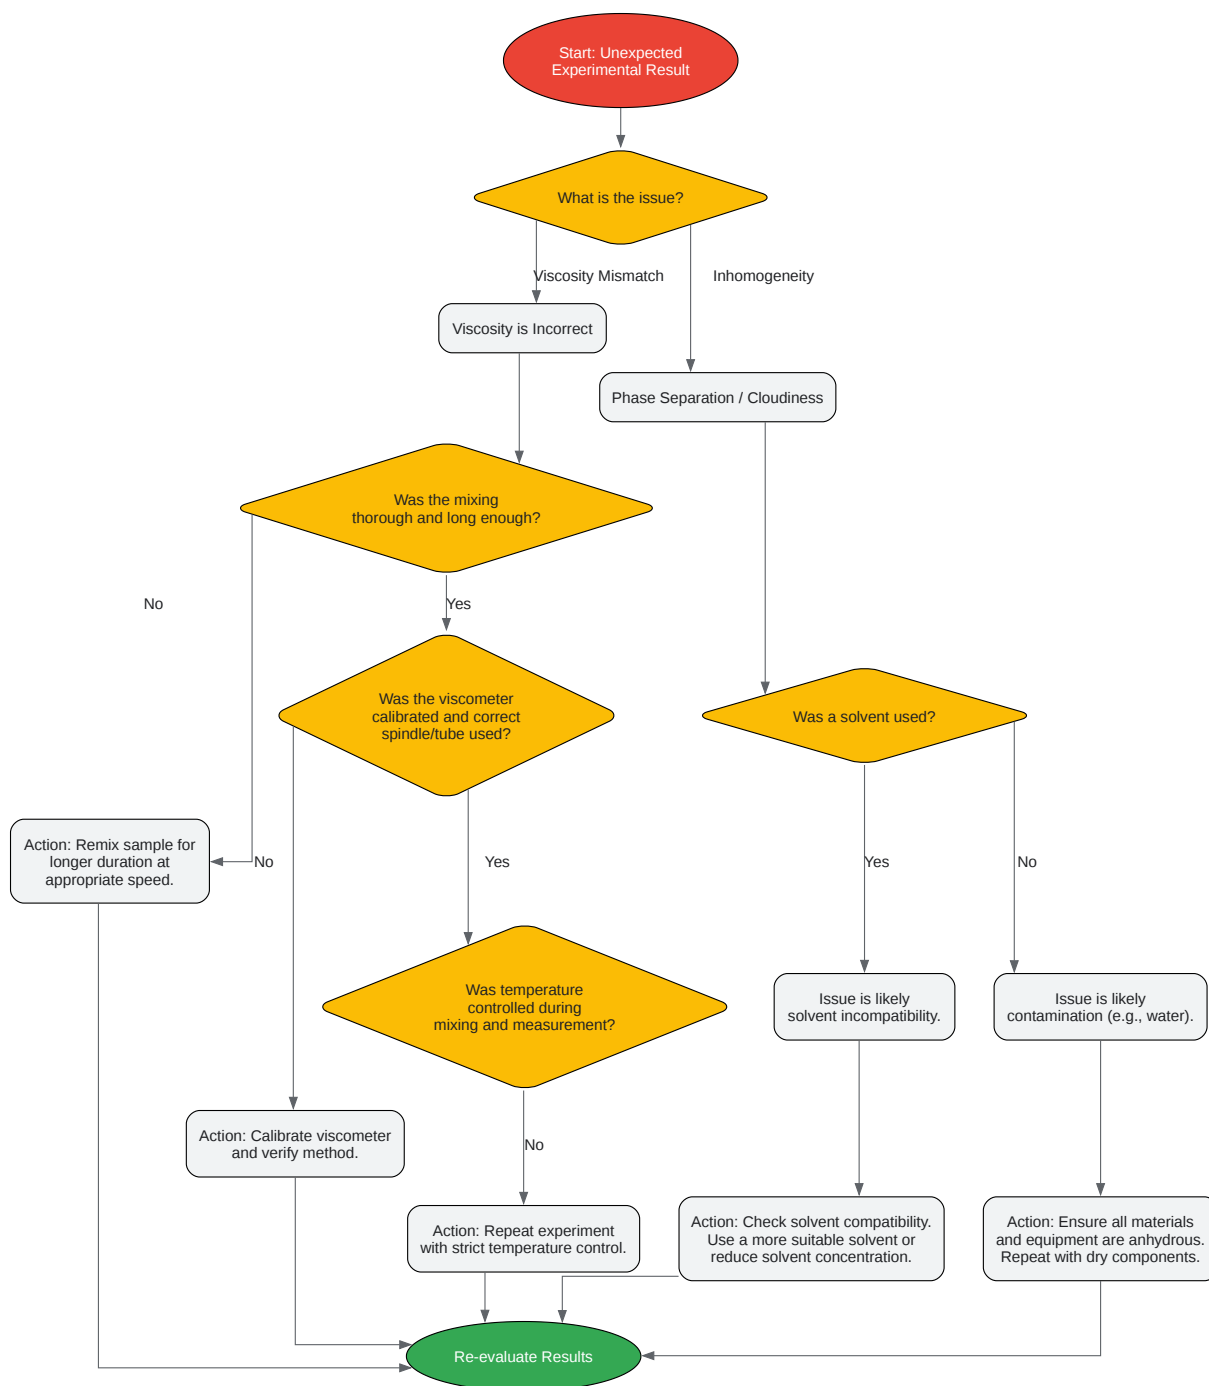 Start: Unexpected
Experimental Result
What is the issue?
Viscosity Mismatch
Inhomogeneity
Viscosity is Incorrect
Phase Separation / Cloudiness
Was the mixing
thorough and long enough?
No
Yes
Was the viscometer
calibrated and correct
spindle/tube used?
Was a solvent used?
Action: Remix sample for
longer duration at
appropriate speed.
No
Yes
Yes
No
Was temperature
controlled during
mixing and measurement?
Issue is likely
solvent incompatibility.
Issue is likely
contamination (e.g., water).
Action: Calibrate viscometer
and verify method.
No
Action: Repeat experiment
with strict temperature control.
Action: Check solvent compatibility.
Use a more suitable solvent or
reduce solvent concentration.
Action: Ensure all materials
and equipment are anhydrous.
Repeat with dry components.
Re-evaluate Results